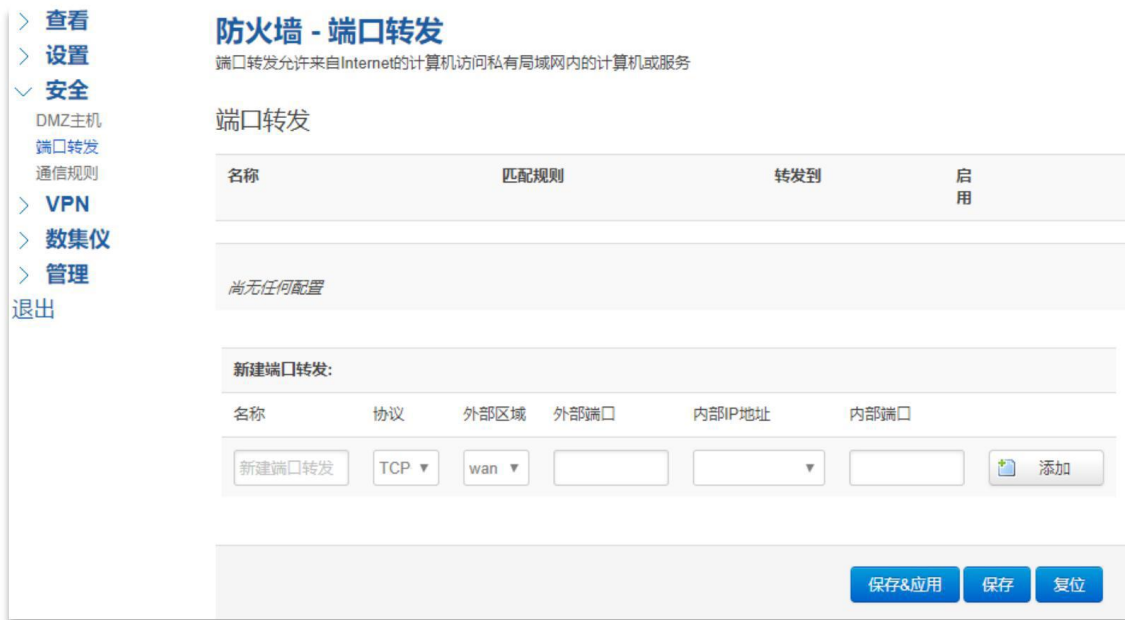 查看
设置
安全
DMZ主机
端口转发
通信规则
VPN
数集仪
管理
退出
防火墙 - 端口转发
端口转发允许来自Internet的计算机访问私有局域网内的计算机或服务
端口转发
名称 匹配规则 转发到 启用
尚无任何配置
新建端口转发:
名称 协议 外部区域 外部端口 内部IP地址 内部端口
新建端口转发 TCP wan 添加
保存&应用 保存 复位